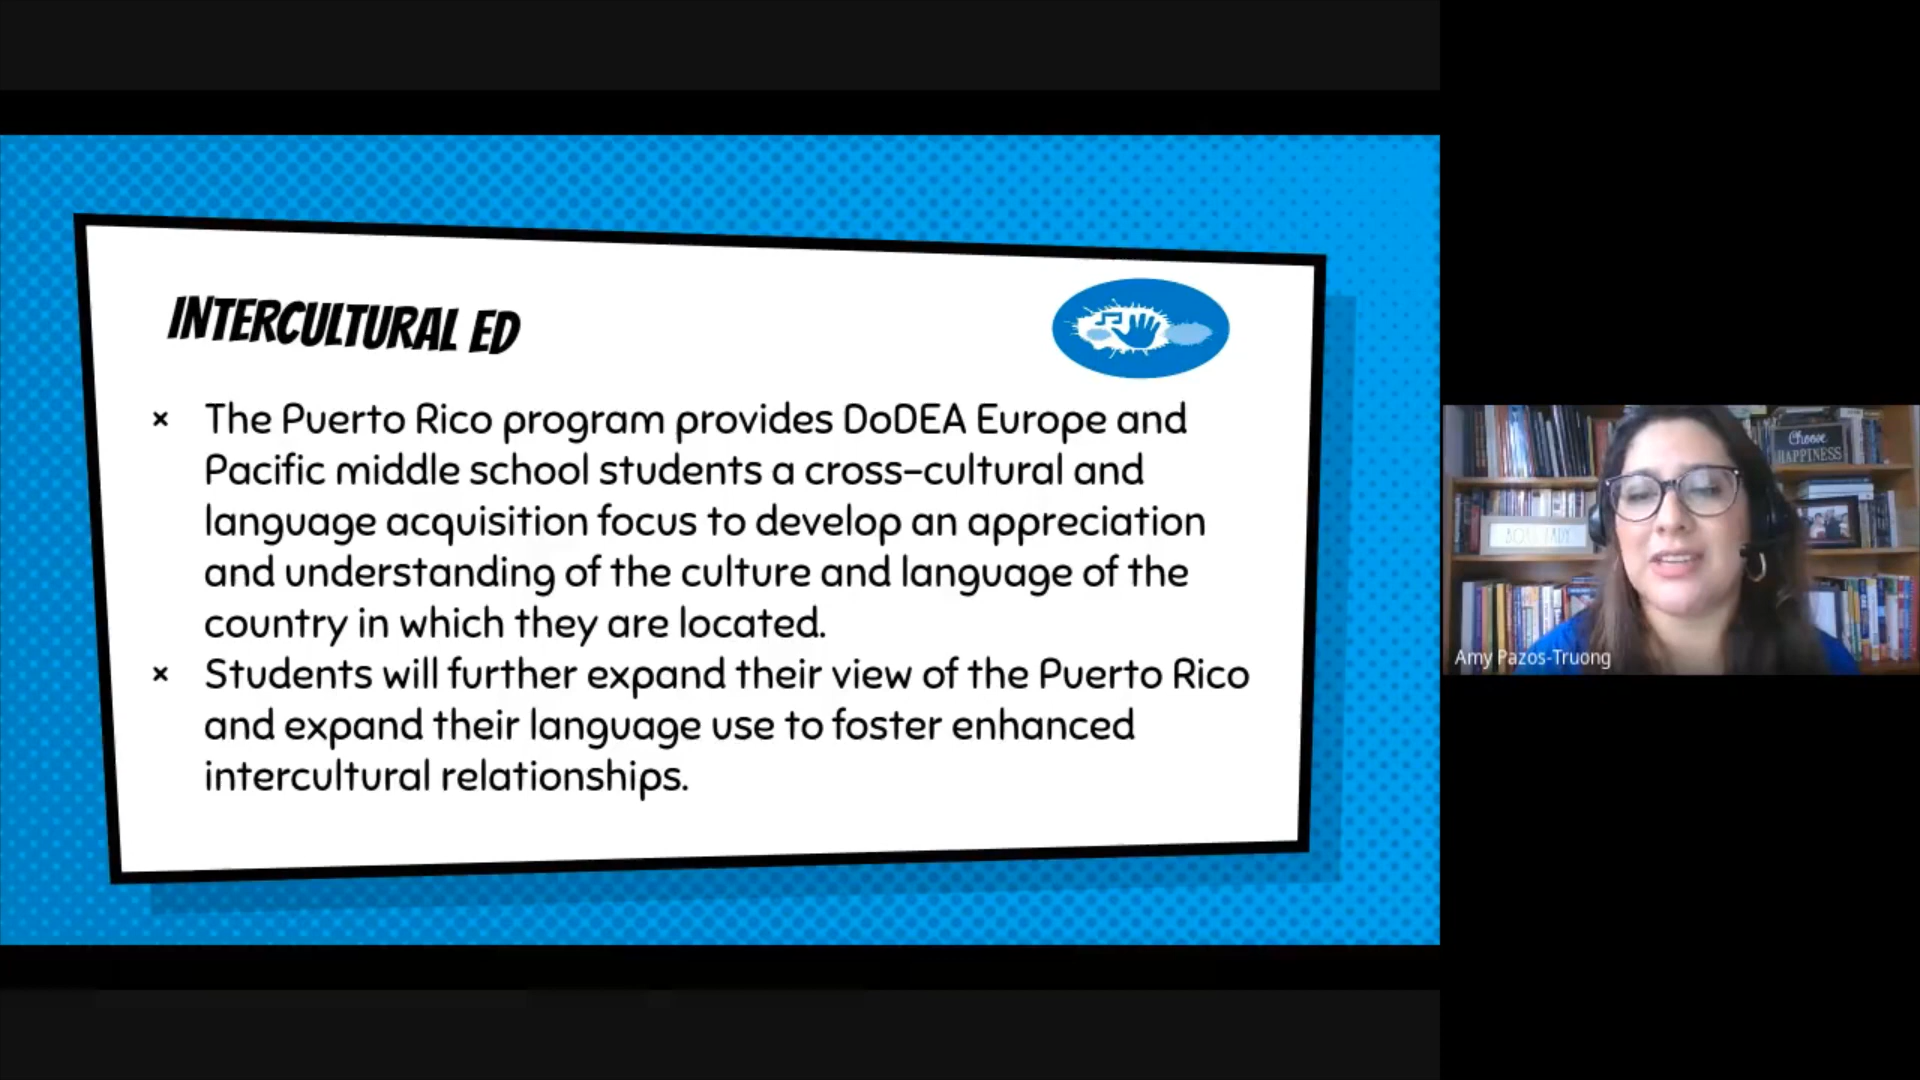 INTERCULTURAL ED
× The Puerto Rico program provides DoDEA Europe and
Pacific middle school students a cross-cultural and
language acquisition focus to develop an appreciation
and understanding of the culture and language of the
country in which they are located.
× Students will further expand their view of the Puerto Rico
and expand their language use to foster enhanced
intercultural relationships.
Choose
HAPPINESS
BOSS LADY
Amy Pazos-Truong